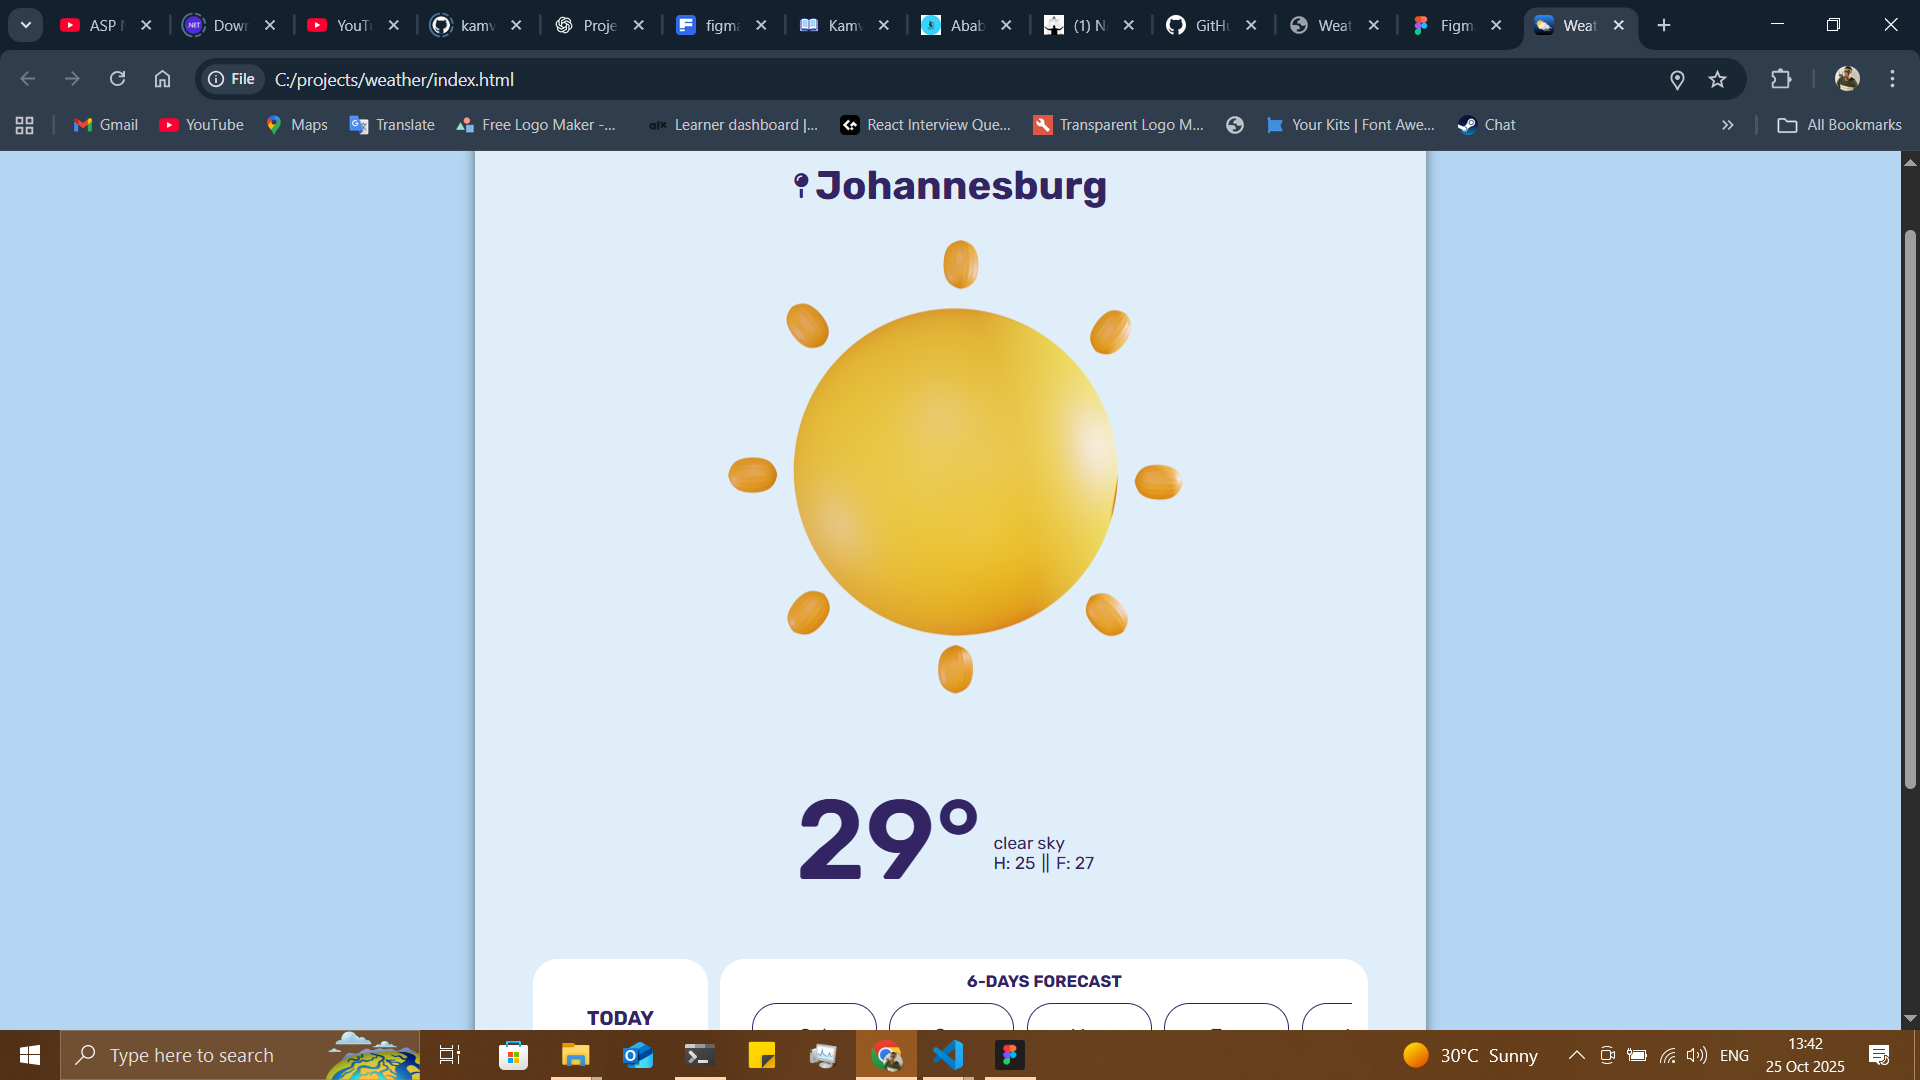 ASP
Down
YouTu
kamv
Proje
figma
Kamv
Abab
(1) N
GitHu
Weat
Figm
Weat
File
C:/projects/weather/index.html
Gmail
YouTube
Maps
Translate
Free Logo Maker -...
alx
Learner dashboard |...
React Interview Que...
Transparent Logo M...
Your Kits | Font Awe...
Chat
»
All Bookmarks
Johannesburg
29°
clear sky
H: 25 || F: 27
TODAY
6-DAYS FORECAST
Type here to search
30°C Sunny
ENG
13:42
25 Oct 2025